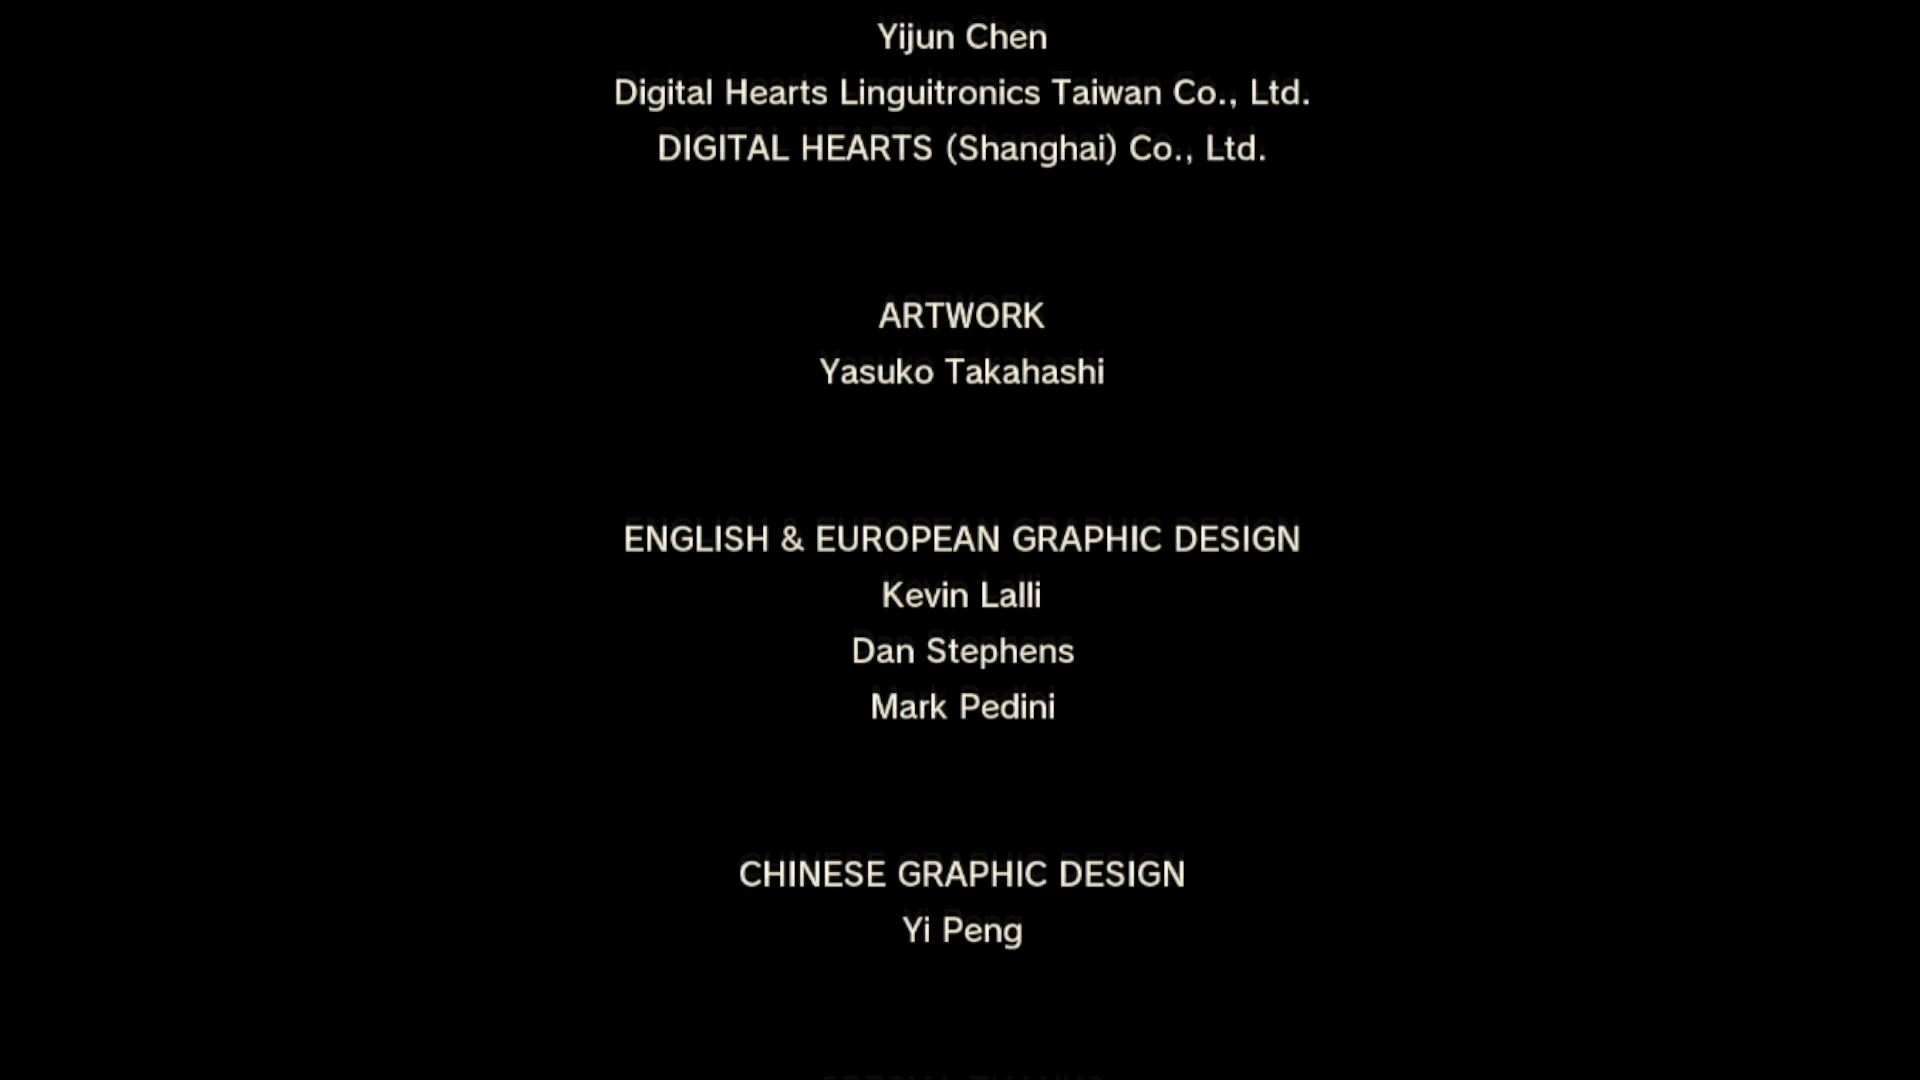 Yijun Chen
Digital Hearts Linguitronics Taiwan Co., Ltd.
DIGITAL HEARTS (Shanghai) Co., Ltd.
ARTWORK
Yasuko Takahashi
ENGLISH & EUROPEAN GRAPHIC DESIGN
Kevin Lalli
Dan Stephens
Mark Pedini
CHINESE GRAPHIC DESIGN
Yi Peng